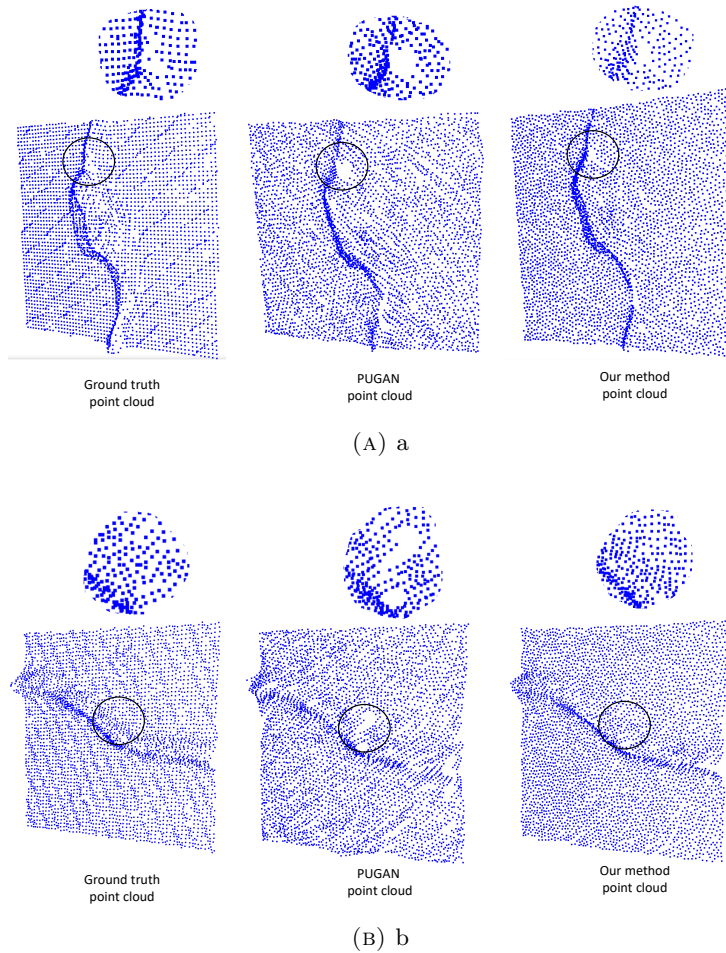 Ground truth
point cloud
PUGAN
point cloud
Our method
point cloud
(A) a
Ground truth
point cloud
PUGAN
point cloud
Our method
point cloud
(B) b